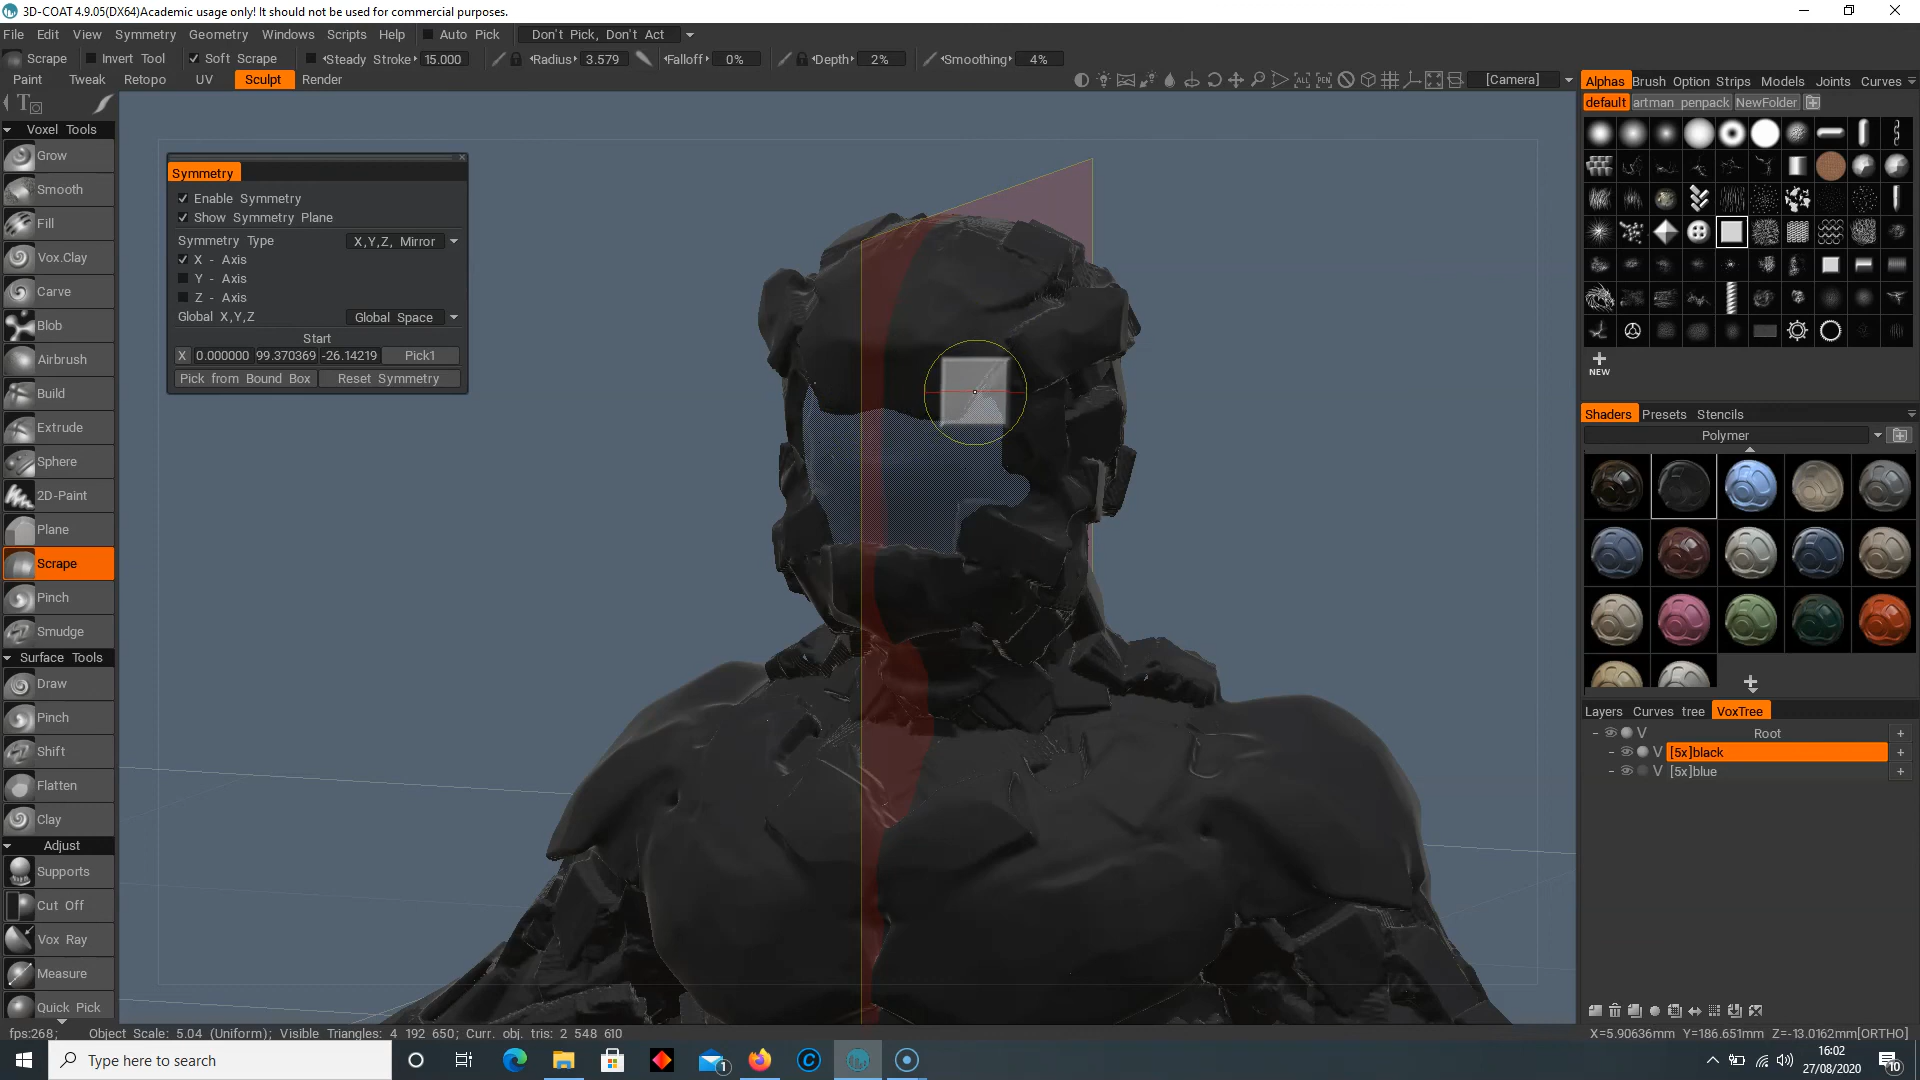 3D-COAT 4.9.05(DX64)Academic usage only! It should not be used for commercial purposes.
File Edit View Symmetry Geometry Windows Scripts Help Auto Pick Don't Pick, Don't Act
Scrape Invert Tool Soft Scrape Steady Stroke 15.000 Radius 3.579 Falloff 0% Depth 2% Smoothing 4%
Paint Tweak Retopo UV Sculpt Render [Camera]
Alphas Brush Option Strips Models Joints Curves
default artman penpack NewFolder
Voxel Tools
Grow
Smooth
Fill
Vox.Clay
Carve
Blob
Airbrush
Build
Extrude
Sphere
2D-Paint
Plane
Scrape
Pinch
Smudge
Surface Tools
Draw
Pinch
Shift
Flatten
Clay
Adjust
Supports
Cut Off
Vox Ray
Measure
Quick Pick
Symmetry
Enable Symmetry
Show Symmetry Plane
Symmetry Type X,Y,Z, Mirror
X - Axis
Y - Axis
Z - Axis
Global X,Y,Z Global Space
Start
X 0.000000 99.370369 -26.14219 Pick1
Pick from Bound Box Reset Symmetry
NEW
Shaders Presets Stencils
Polymer
Layers Curves tree VoxTree
V Root +
V [5x]black +
V [5x]blue +
fps:268; Object Scale: 5.04 (Uniform); Visible Triangles: 4 192 650; Curr. obj. tris: 2 548 610
X=5.90636mm Y=186.651mm Z=-13.0162mm[ORTHO]
Type here to search
1
16:02
27/08/2020
10